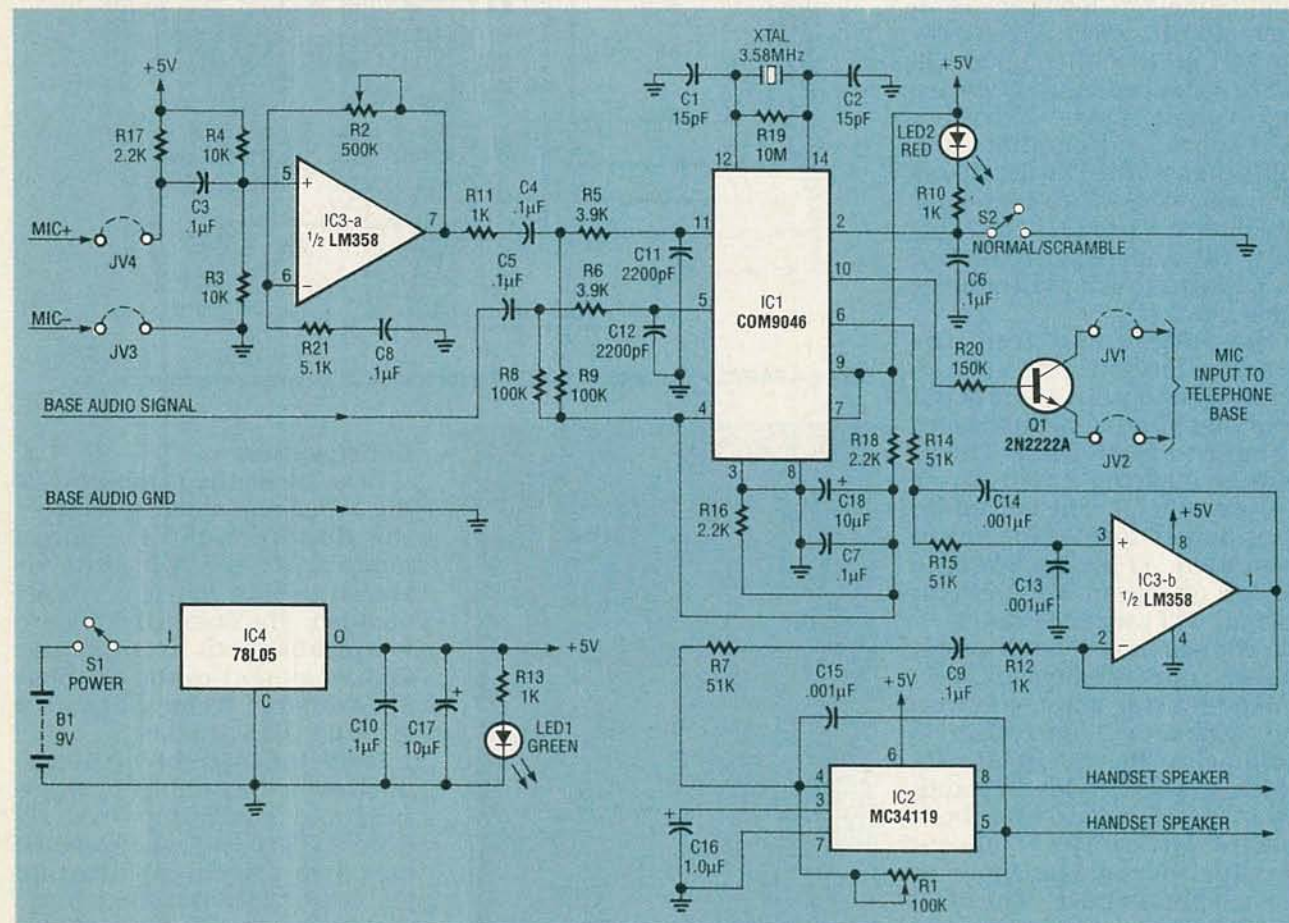 XTAL
3.58MHz
+5V
C1
15pF
C2
15pF
R19
10M
12
14
+5V
LED2
RED
R10
1K
R17
2.2K
R4
10K
R2
500K
C3
.1µF
5
+
IC3-a
1/2 LM358
7
6
−
R11
1K
C4
.1µF
R5
3.9K
11
C11
2200pF
MIC+
JV4
R3
10K
MIC−
JV3
R21
5.1K
C8
.1µF
C5
.1µF
R6
3.9K
5
C12
2200pF
R8
100K
R9
100K
4
IC1
COM9046
2
10
6
9
7
3
8
S2
NORMAL/SCRAMBLE
C6
.1µF
R20
150K
Q1
2N2222A
JV1
JV2
MIC
INPUT TO
TELEPHONE
BASE
BASE AUDIO SIGNAL
BASE AUDIO GND
R18
2.2K
R14
51K
R16
2.2K
+
C18
10µF
C7
.1µF
C14
.001µF
R15
51K
C13
.001µF
+5V
8
3
+
IC3-b
1/2 LM358
1
2
−
4
S1
POWER
B1
9V
I
IC4
78L05
O
C
+5V
C10
.1µF
+
C17
10µF
R13
1K
LED1
GREEN
R7
51K
C9
.1µF
R12
1K
C15
.001µF
+5V
6
4
3
7
IC2
MC34119
8
5
HANDSET SPEAKER
HANDSET SPEAKER
+
C16
1.0µF
R1
100K